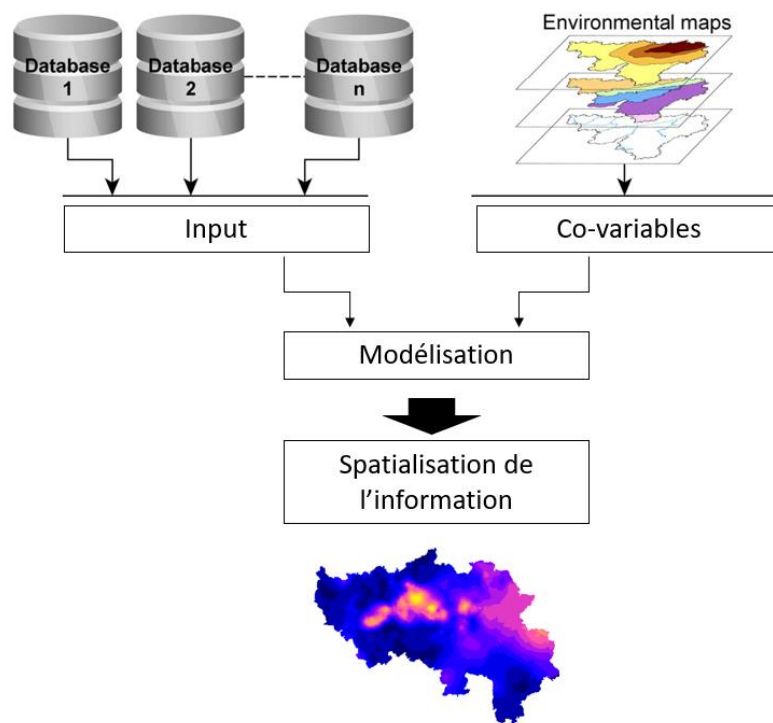 Database
1
Database
2
Database
n
Environmental maps
Input
Co-variables
Modélisation
Spatialisation de
l'information